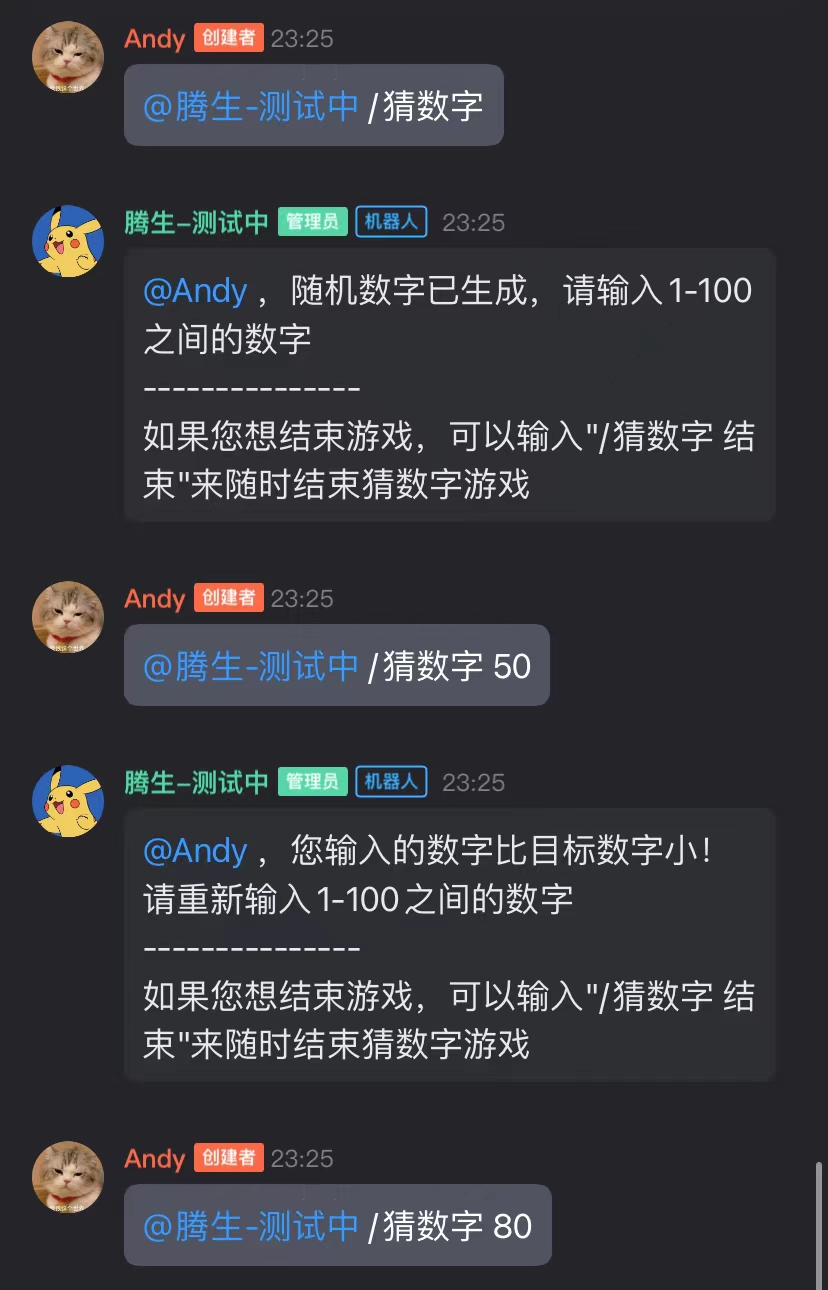 Andy 创建者 23:25
@腾生-测试中 /猜数字
腾生-测试中 管理员 机器人 23:25
@Andy ，随机数字已生成，请输入1-100
之间的数字
---------------
如果您想结束游戏，可以输入"/猜数字 结
束"来随时结束猜数字游戏
Andy 创建者 23:25
@腾生-测试中 /猜数字 50
腾生-测试中 管理员 机器人 23:25
@Andy ，您输入的数字比目标数字小！
请重新输入1-100之间的数字
---------------
如果您想结束游戏，可以输入"/猜数字 结
束"来随时结束猜数字游戏
Andy 创建者 23:25
@腾生-测试中 /猜数字 80